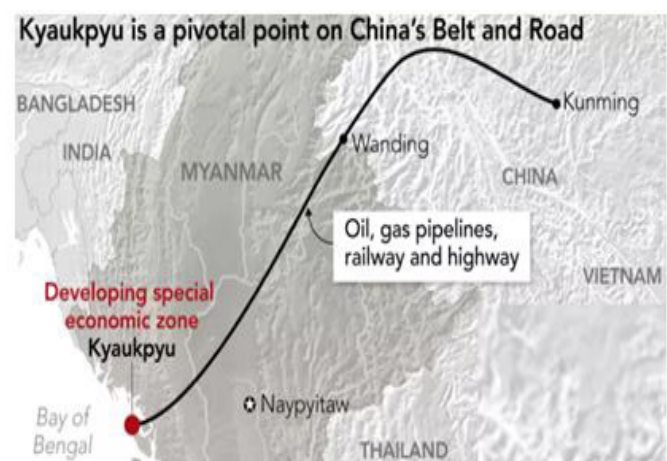 Kyaukpyu is a pivotal point on China's Belt and Road
BANGLADESH
Kunming
INDIA
Wanding
MYANMAR
CHINA
Oil, gas pipelines,
railway and highway
VIETNAM
Developing special
economic zone
Kyaukpyu
Naypyitaw
Bay of
Bengal
THAILAND